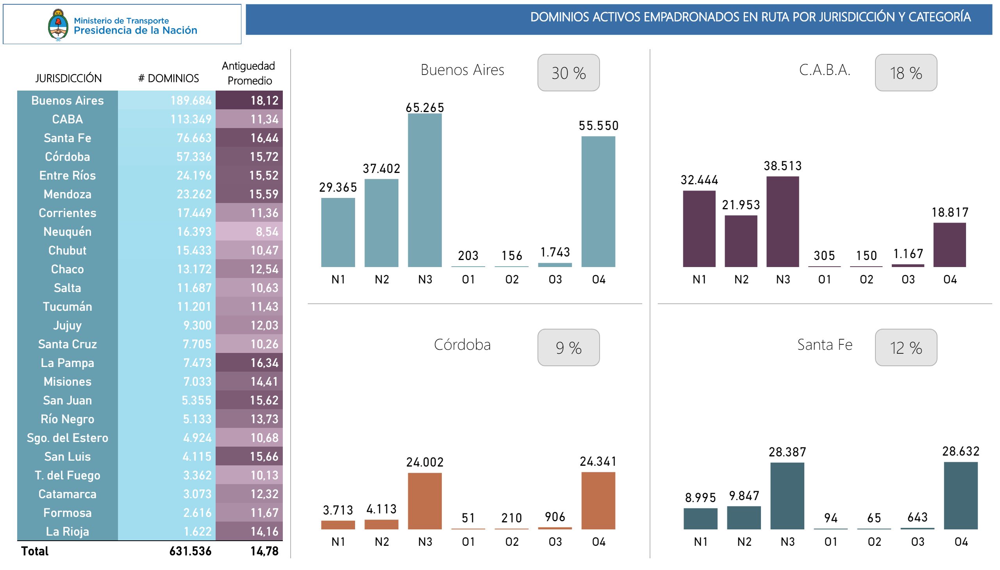 Ministerio de Transporte
Presidencia de la Nación
DOMINIOS ACTIVOS EMPADRONADOS EN RUTA POR JURISDICCIÓN Y CATEGORÍA
JURISDICCIÓN # DOMINIOS Antiguedad Promedio
Buenos Aires 189.684 18,12
CABA 113.349 11,34
Santa Fe 76.663 16,44
Córdoba 57.336 15,72
Entre Ríos 24.196 15,52
Mendoza 23.262 15,59
Corrientes 17.449 11,36
Neuquén 16.393 8,54
Chubut 15.433 10,47
Chaco 13.172 12,54
Salta 11.687 10,63
Tucumán 11.201 11,43
Jujuy 9.300 12,03
Santa Cruz 7.705 10,26
La Pampa 7.473 16,34
Misiones 7.033 14,41
San Juan 5.355 15,62
Río Negro 5.133 13,73
Sgo. del Estero 4.924 10,68
San Luis 4.115 15,66
T. del Fuego 3.362 10,13
Catamarca 3.073 12,32
Formosa 2.616 11,67
La Rioja 1.622 14,16
Total 631.536 14,78
Buenos Aires 30 %
29.365 37.402 65.265 203 156 1.743 55.550
N1 N2 N3 O1 O2 O3 O4
C.A.B.A. 18 %
32.444 21.953 38.513 305 150 1.167 18.817
N1 N2 N3 O1 O2 O3 O4
Córdoba 9 %
3.713 4.113 24.002 51 210 906 24.341
N1 N2 N3 O1 O2 O3 O4
Santa Fe 12 %
8.995 9.847 28.387 94 65 643 28.632
N1 N2 N3 O1 O2 O3 O4